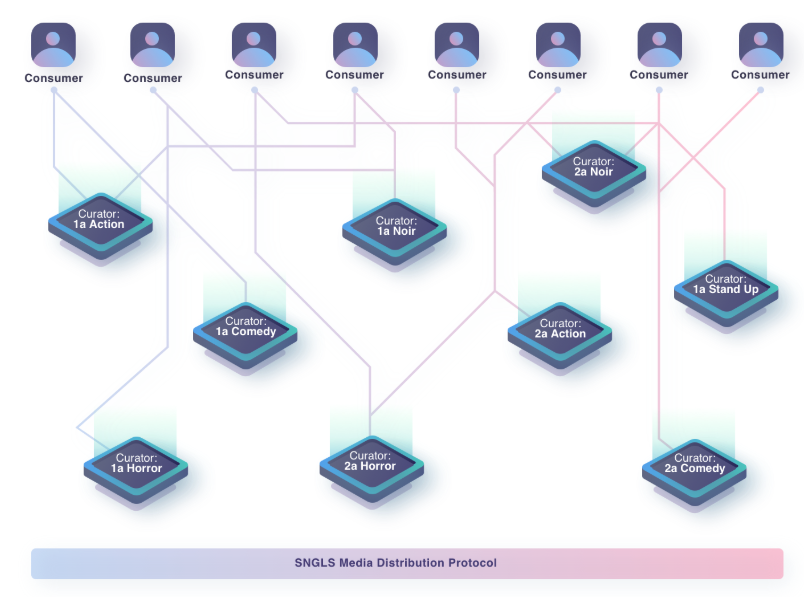 Consumer
Consumer
Consumer
Consumer
Consumer
Consumer
Consumer
Consumer
Curator:
2a Noir
Curator:
1a Action
Curator:
1a Noir
Curator:
1a Stand Up
Curator:
1a Comedy
Curator:
2a Action
Curator:
1a Horror
Curator:
2a Horror
Curator:
2a Comedy
SNGLS Media Distribution Protocol